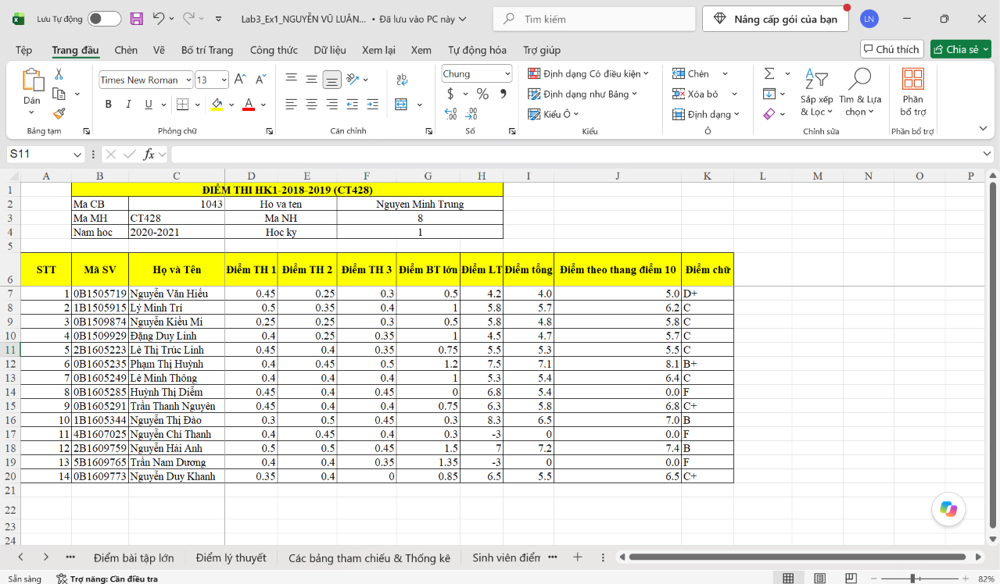 Lưu Tự động
Lab3_Ex1_NGUYỄN VŨ LUÂN... • Đã lưu vào PC này
Tìm kiếm
Nâng cấp gói của bạn
LN
Tệp Trang đầu Chèn Vẽ Bố trí Trang Công thức Dữ liệu Xem lại Xem Tự động hóa Trợ giúp
Chú thích Chia sẻ
Dán
Bảng tạm
Times New Roman 13
B I U
Phông chữ
ab
Căn chỉnh
Chung
$ % 9
Số
Định dạng Có điều kiện
Định dạng như Bảng
Kiểu Ô
Kiểu
Chèn
Xóa bỏ
Định dạng
Ô
Sắp xếp & Lọc
Tìm & Lựa chọn
Chỉnh sửa
Phần bổ trợ
Phần bổ trợ
S11 fx
A B C D E F G H I J K L M N O P
1 ĐIỂM THI HK1-2018-2019 (CT428)
2 Ma CB 1043 Ho va ten Nguyen Minh Trung
3 Ma MH CT428 Ma NH 8
4 Nam hoc 2020-2021 Hoc ky 1
5
6 STT Mã SV Họ và Tên Điểm TH 1 Điểm TH 2 Điểm TH 3 Điểm BT lớn Điểm LT Điểm tổng Điểm theo thang điểm 10 Điểm chữ
7 1 0B1505719 Nguyễn Văn Hiếu 0.45 0.25 0.3 0.5 4.2 4.0 5.0 D+
8 2 1B1505915 Lý Minh Trí 0.5 0.35 0.4 1 5.8 5.7 6.2 C
9 3 0B1509874 Nguyễn Kiều Mi 0.25 0.25 0.3 0.5 5.8 4.8 5.8 C
10 4 0B1509929 Đặng Duy Linh 0.4 0.25 0.35 1 4.5 4.7 5.7 C
11 5 2B1605223 Lê Thị Trúc Linh 0.45 0.4 0.35 0.75 5.5 5.3 5.5 C
12 6 0B1605235 Phạm Thị Huỳnh 0.4 0.45 0.5 1.2 7.5 7.1 8.1 B+
13 7 0B1605249 Lê Minh Thông 0.4 0.4 0.4 1 5.3 5.4 6.4 C
14 8 0B1605285 Huỳnh Thị Diễm 0.45 0.4 0.45 0 6.8 5.4 0.0 F
15 9 0B1605291 Trần Thanh Nguyên 0.45 0.4 0.4 0.75 6.3 5.8 6.8 C+
16 10 1B1605344 Nguyễn Thị Đào 0.3 0.5 0.45 0.3 8.3 6.5 7.0 B
17 11 4B1607025 Nguyễn Chí Thanh 0.4 0.45 0.4 0.3 -3 0 0.0 F
18 12 2B1609759 Nguyễn Hải Anh 0.5 0.5 0.45 1.5 7 7.2 7.4 B
19 13 5B1609765 Trần Nam Dương 0.4 0.4 0.35 1.35 -3 0 0.0 F
20 14 0B1609773 Nguyễn Duy Khanh 0.35 0.4 0 0.85 6.5 5.5 6.5 C+
21
22
23
24
Điểm bài tập lớn Điểm lý thuyết Các bảng tham chiếu & Thống kê Sinh viên điểm
Sẵn sàng Trợ năng: Cần điều tra 82%